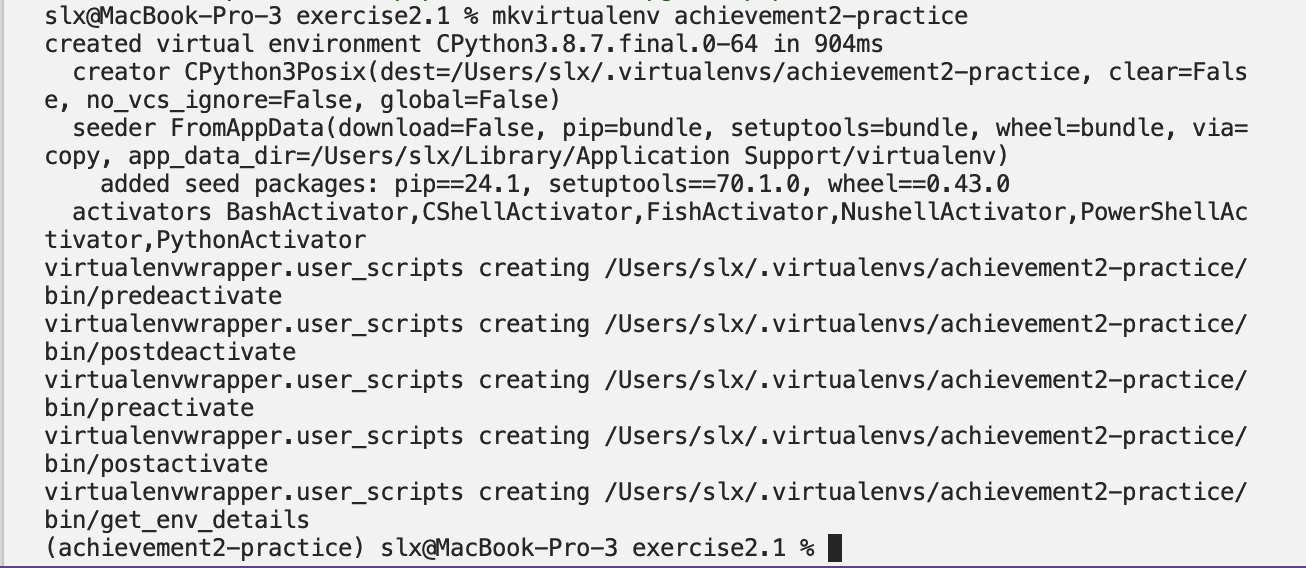 slx@MacBook-Pro-3 exercise2.1 % mkvirtualenv achievement2-practice
created virtual environment CPython3.8.7.final.0-64 in 904ms
  creator CPython3Posix(dest=/Users/slx/.virtualenvs/achievement2-practice, clear=Fals
e, no_vcs_ignore=False, global=False)
  seeder FromAppData(download=False, pip=bundle, setuptools=bundle, wheel=bundle, via=
copy, app_data_dir=/Users/slx/Library/Application Support/virtualenv)
    added seed packages: pip==24.1, setuptools==70.1.0, wheel==0.43.0
  activators BashActivator,CShellActivator,FishActivator,NushellActivator,PowerShellAc
tivator,PythonActivator
virtualenvwrapper.user_scripts creating /Users/slx/.virtualenvs/achievement2-practice/
bin/predeactivate
virtualenvwrapper.user_scripts creating /Users/slx/.virtualenvs/achievement2-practice/
bin/postdeactivate
virtualenvwrapper.user_scripts creating /Users/slx/.virtualenvs/achievement2-practice/
bin/preactivate
virtualenvwrapper.user_scripts creating /Users/slx/.virtualenvs/achievement2-practice/
bin/postactivate
virtualenvwrapper.user_scripts creating /Users/slx/.virtualenvs/achievement2-practice/
bin/get_env_details
(achievement2-practice) slx@MacBook-Pro-3 exercise2.1 %